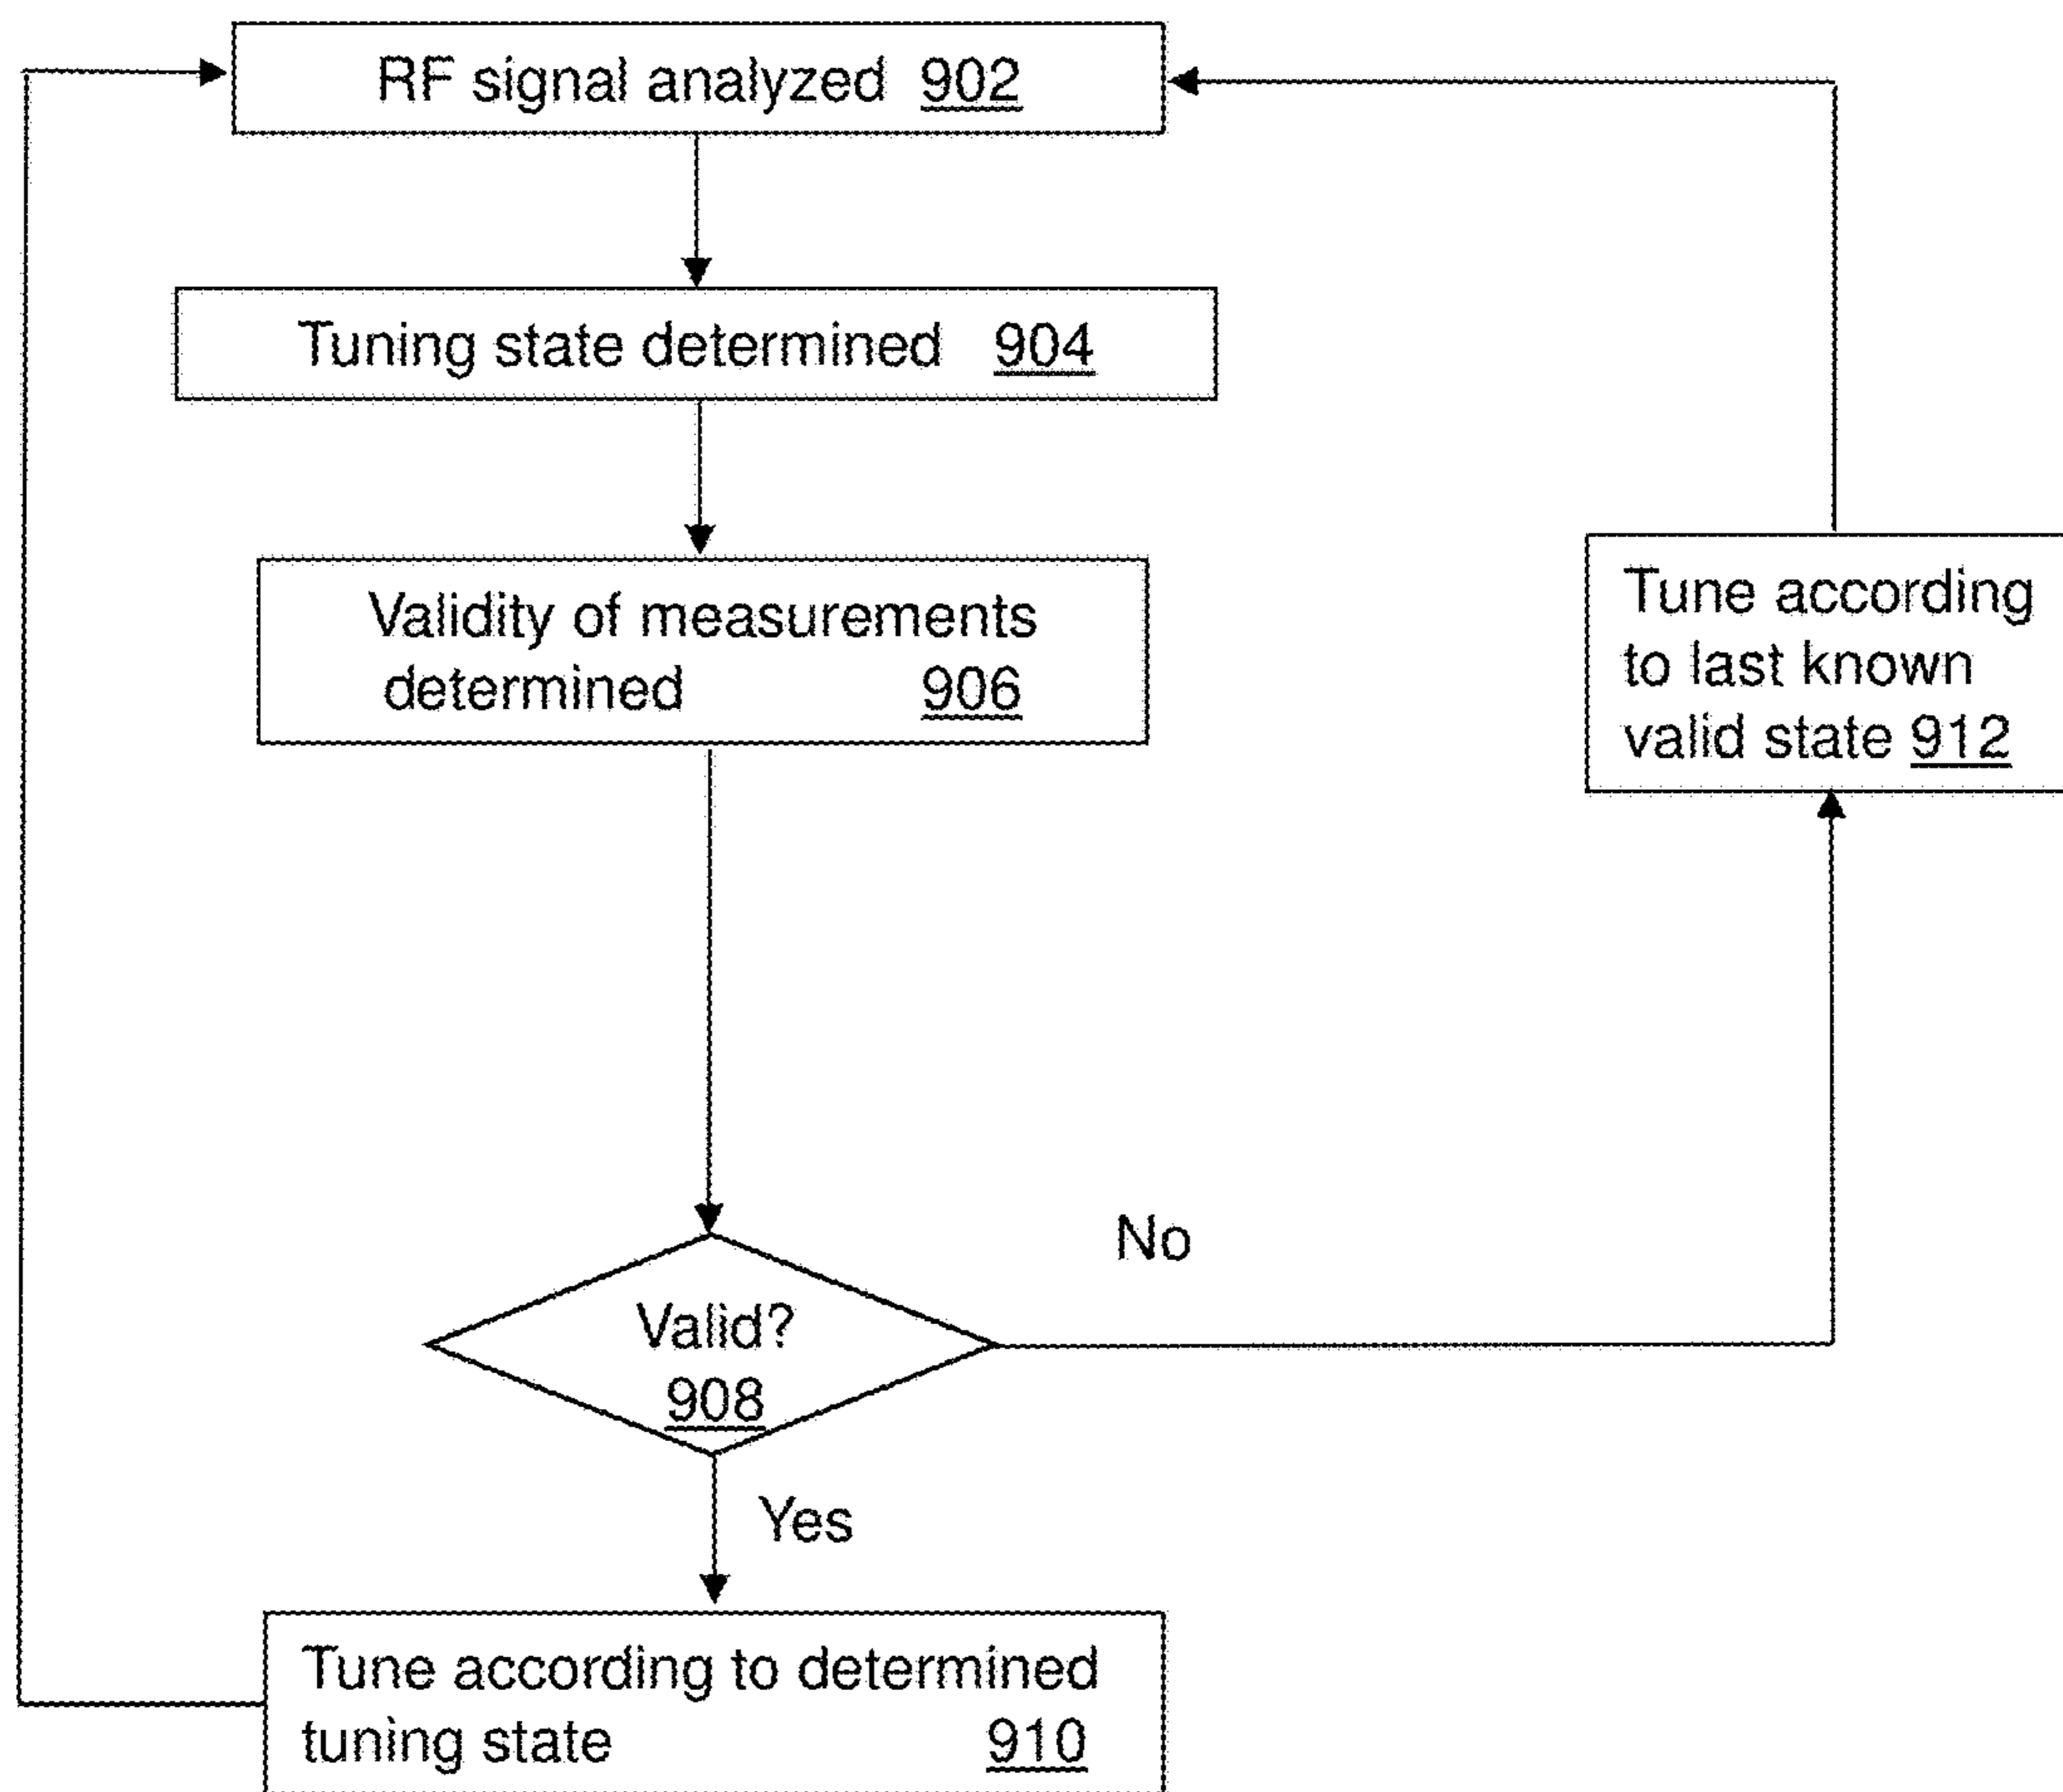 RF signal analyzed 902
Tuning state determined 904
Validity of measurements
determined 906
Tune according
to last known
valid state 912
No
Valid?
908
Yes
Tune according to determined
tuning state 910